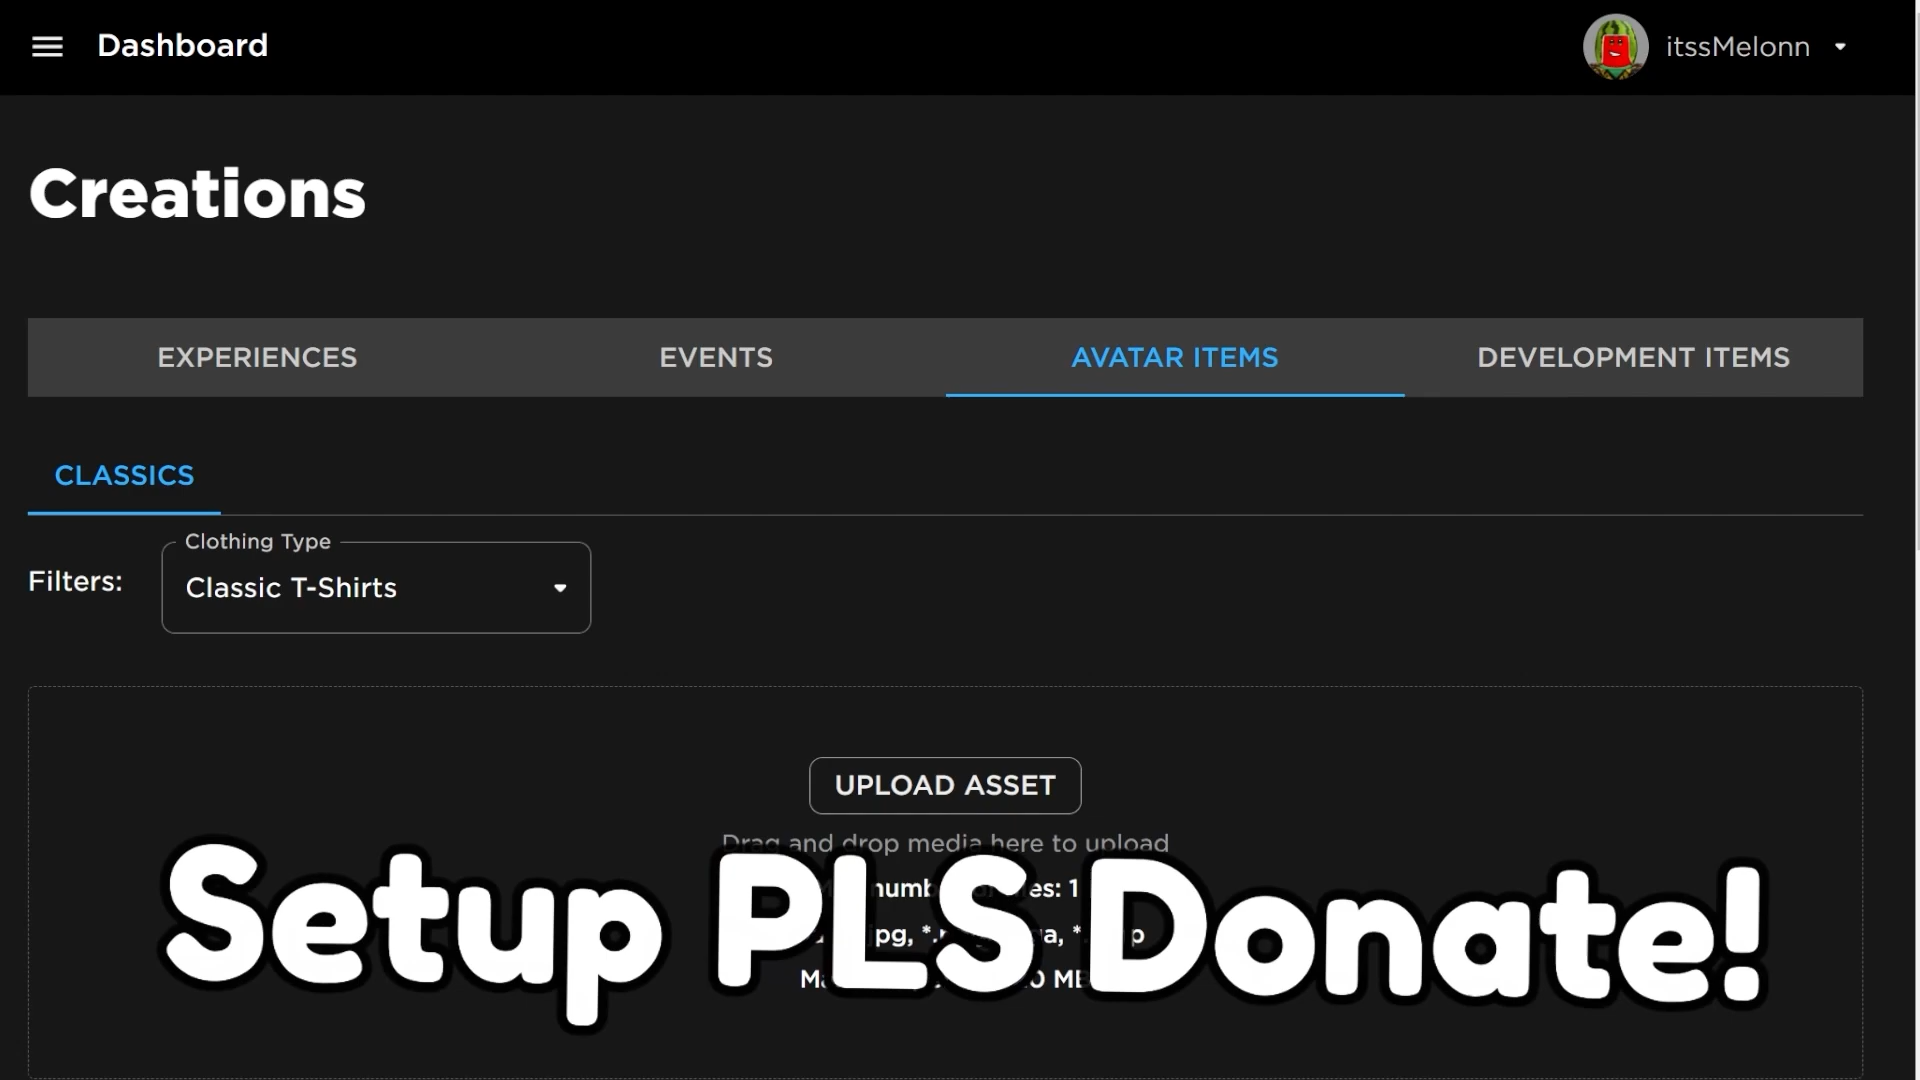 Dashboard
itssMelonn
Creations
EXPERIENCES
EVENTS
AVATAR ITEMS
DEVELOPMENT ITEMS
CLASSICS
Clothing Type
Filters:
Classic T-Shirts
UPLOAD ASSET
Drag and drop media here to upload
1
Setup PLS Donate!